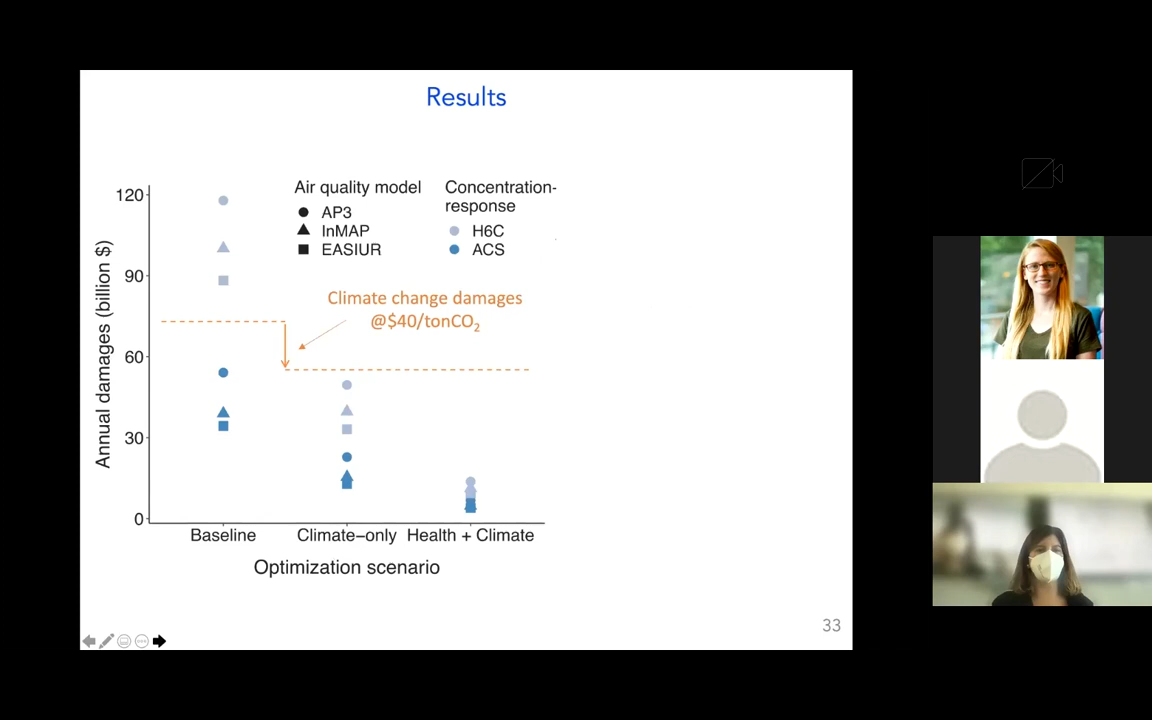 Results
Air quality model
AP3
InMAP
EASIUR
Concentration-
response
H6C
ACS
Climate change damages
@$40/tonCO₂
Annual damages (billion $)
120
90
60
30
0
Baseline
Climate−only
Health + Climate
Optimization scenario
33